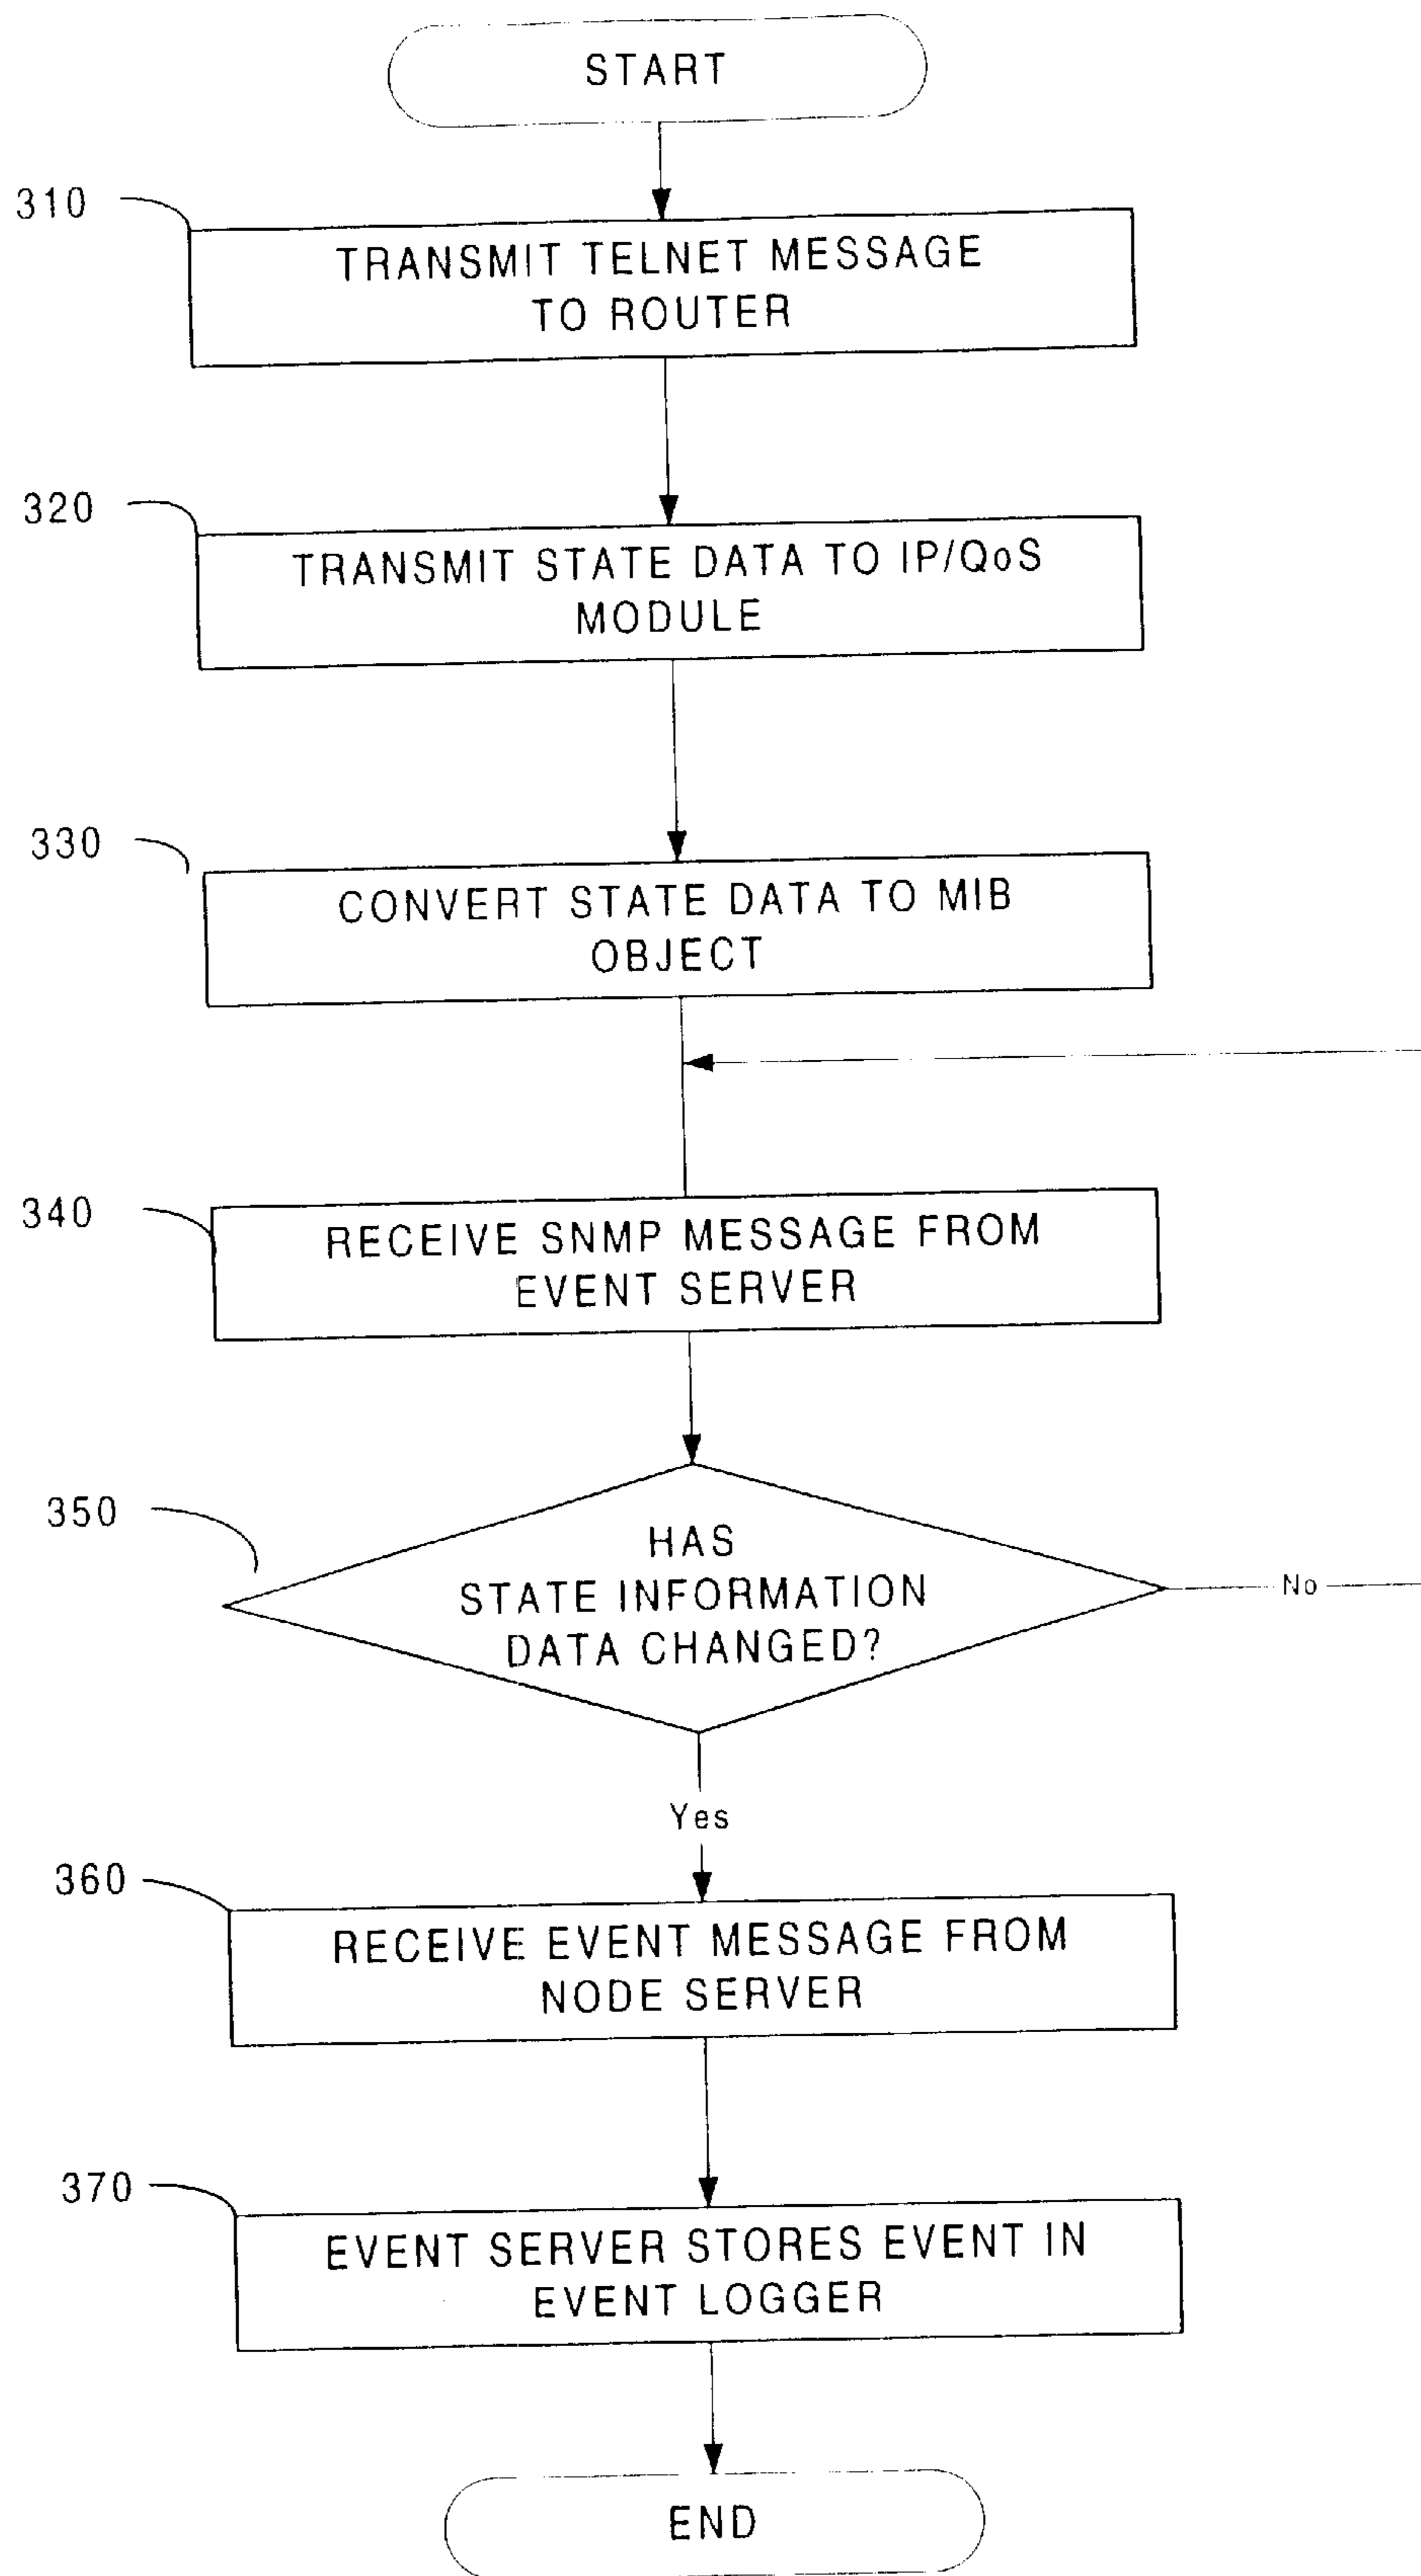 START
310
TRANSMIT TELNET MESSAGE
TO ROUTER
320
TRANSMIT STATE DATA TO IP/QoS
MODULE
330
CONVERT STATE DATA TO MIB
OBJECT
340
RECEIVE SNMP MESSAGE FROM
EVENT SERVER
350
HAS
STATE INFORMATION
DATA CHANGED?
No
Yes
360
RECEIVE EVENT MESSAGE FROM
NODE SERVER
370
EVENT SERVER STORES EVENT IN
EVENT LOGGER
END